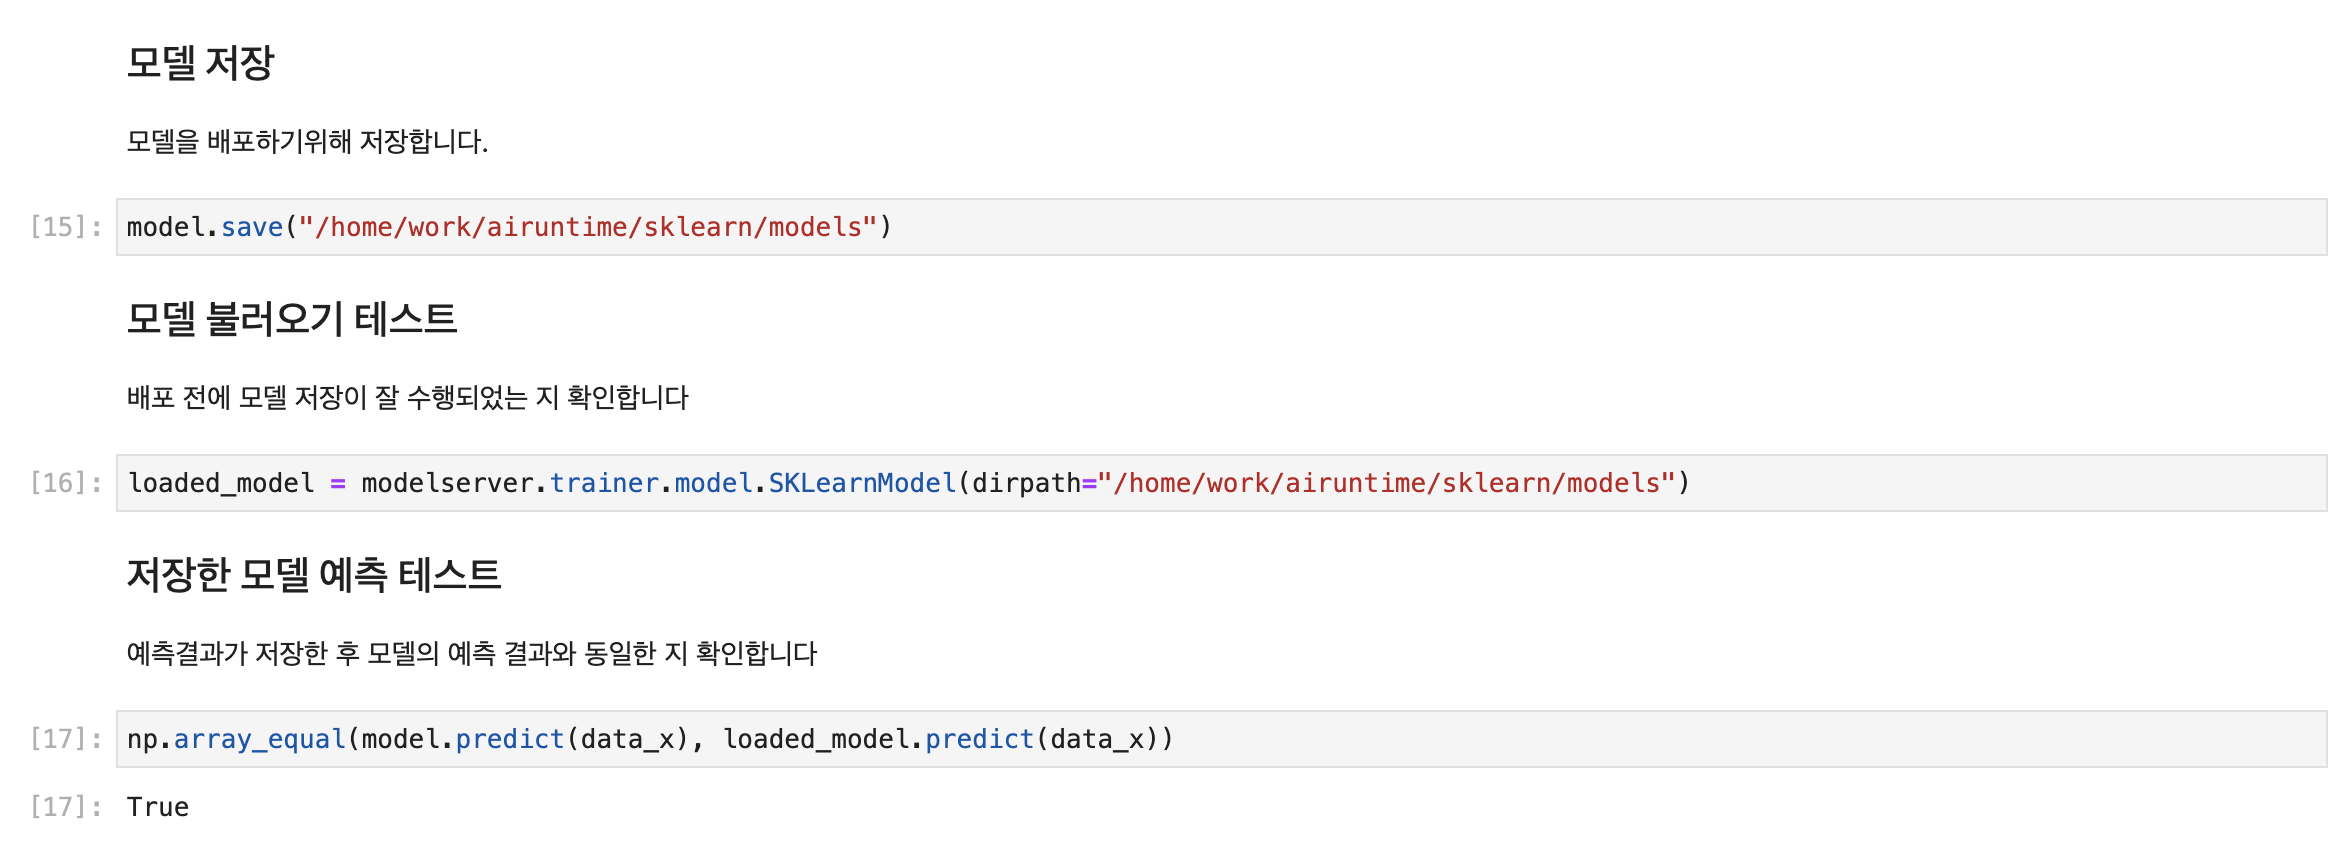 모델 저장
모델을 배포하기위해 저장합니다.
[15]: model.save("/home/work/airuntime/sklearn/models")
모델 불러오기 테스트
배포 전에 모델 저장이 잘 수행되었는 지 확인합니다
[16]: loaded_model = modelserver.trainer.model.SKLearnModel(dirpath="/home/work/airuntime/sklearn/models")
저장한 모델 예측 테스트
예측결과가 저장한 후 모델의 예측 결과와 동일한 지 확인합니다
[17]: np.array_equal(model.predict(data_x), loaded_model.predict(data_x))
[17]: True